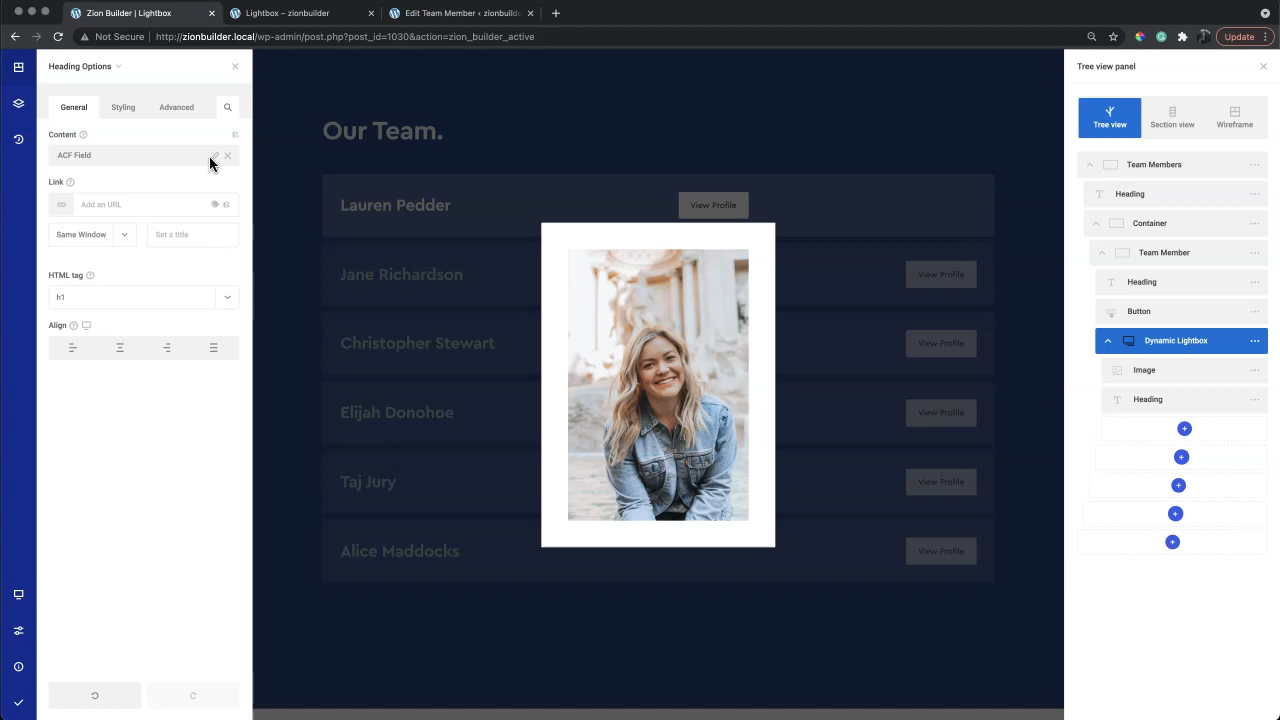 Zion Builder | Lightbox
Lightbox – zionbuilder
Edit Team Member ‹ zionbuilde
Not Secure | http://zionbuilder.local/wp-admin/post.php?post_id=1030&action=zion_builder_active
Update
Heading Options
General
Styling
Advanced
Content
ACF Field
Link
Add an URL
Same Window
Set a title
HTML tag
h1
Align
Our Team.
Lauren Pedder
View Profile
Jane Richardson
View Profile
Christopher Stewart
View Profile
Elijah Donohoe
View Profile
Taj Jury
View Profile
Alice Maddocks
View Profile
Tree view panel
Tree view
Section view
Wireframe
Team Members
Heading
Container
Team Member
Heading
Button
Dynamic Lightbox
Image
Heading